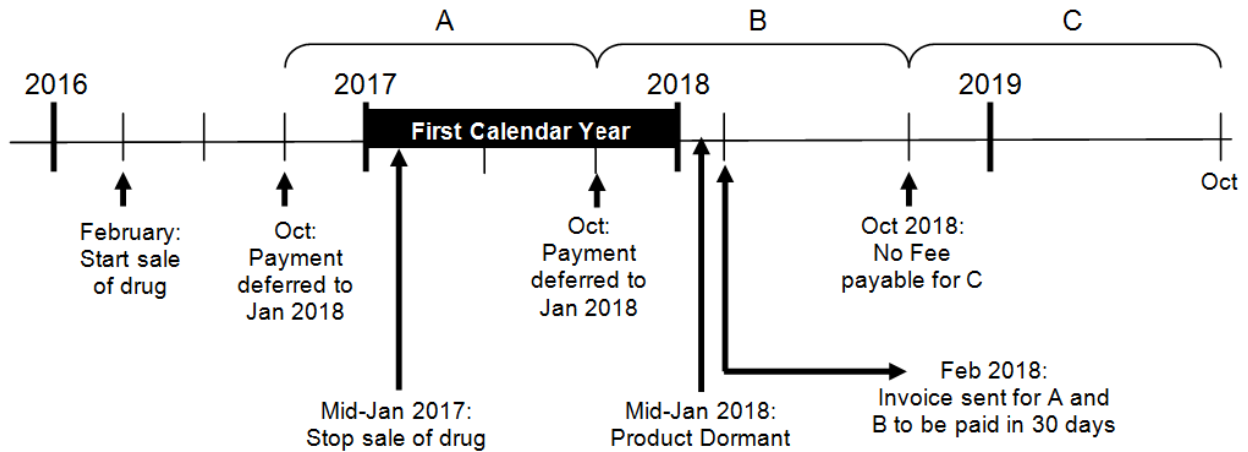 A
B
C
2016
2017
2018
2019
First Calendar Year
Oct
February:
Start sale
of drug
Oct:
Payment
deferred to
Jan 2018
Oct:
Payment
deferred to
Jan 2018
Oct 2018:
No Fee
payable for C
Mid-Jan 2017:
Stop sale of drug
Mid-Jan 2018:
Product Dormant
Feb 2018:
Invoice sent for A and
B to be paid in 30 days